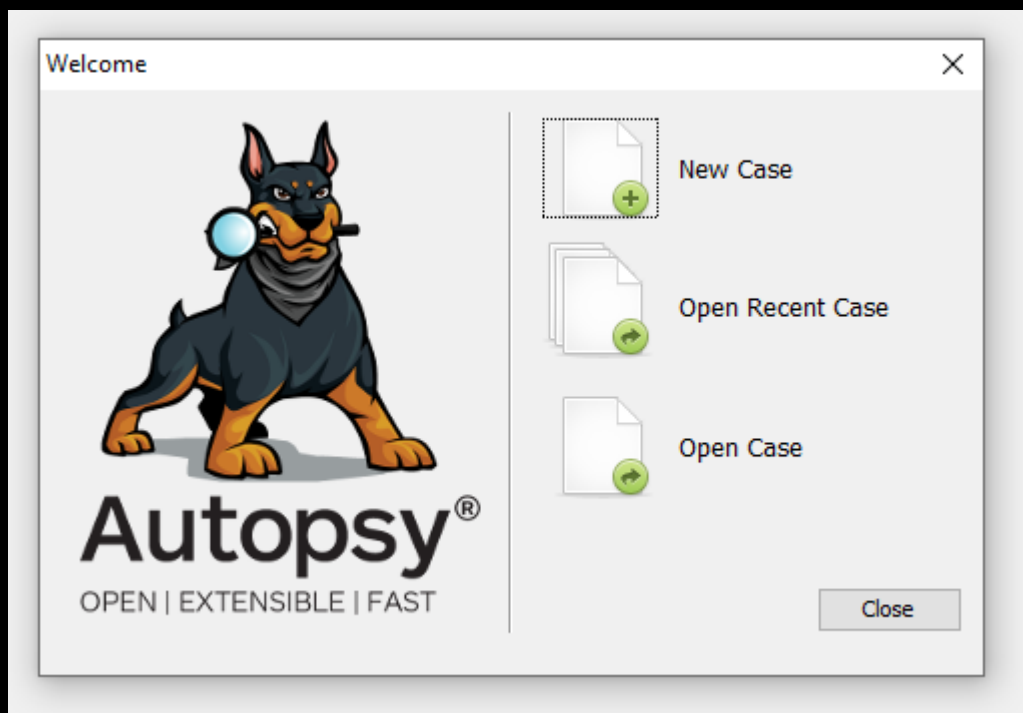 Welcome
New Case
Open Recent Case
Open Case
Autopsy®
OPEN | EXTENSIBLE | FAST
Close